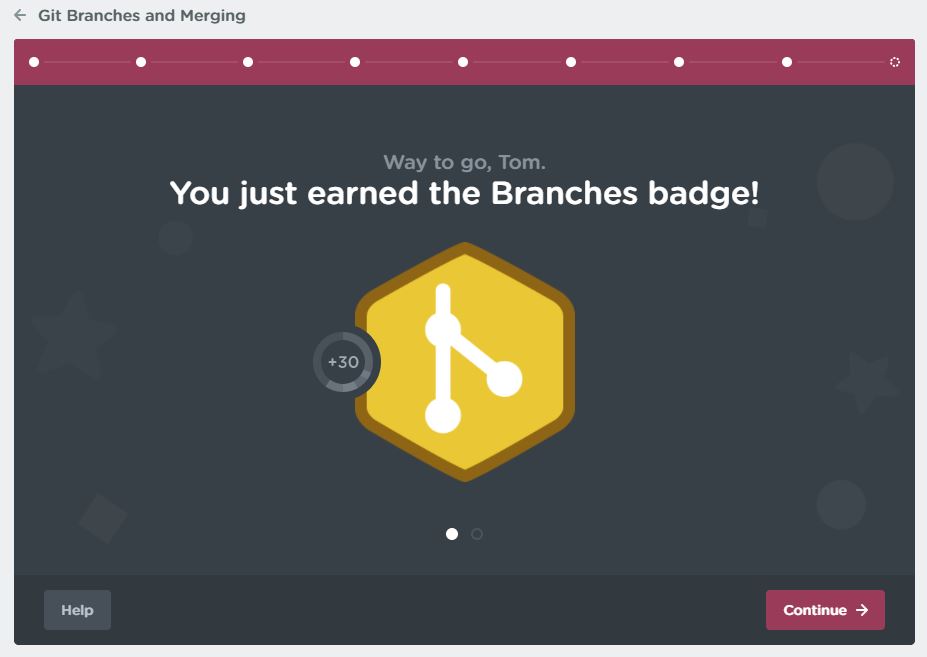 Git Branches and Merging
Way to go, Tom.
You just earned the Branches badge!
+30
Help
Continue